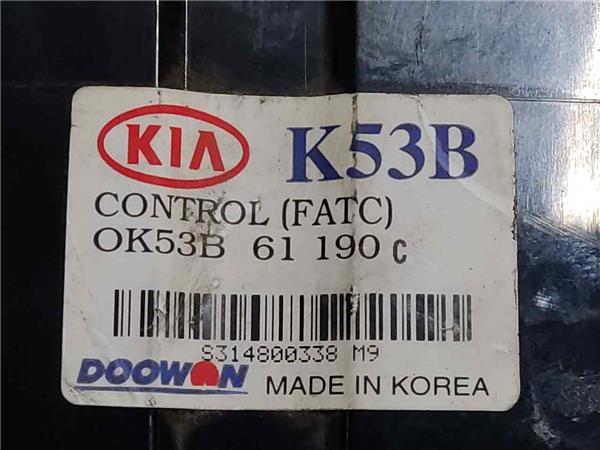 KIA K53B
CONTROL (FATC)
OK53B 61 190 C
S314800338 M9
DOOWON MADE IN KOREA